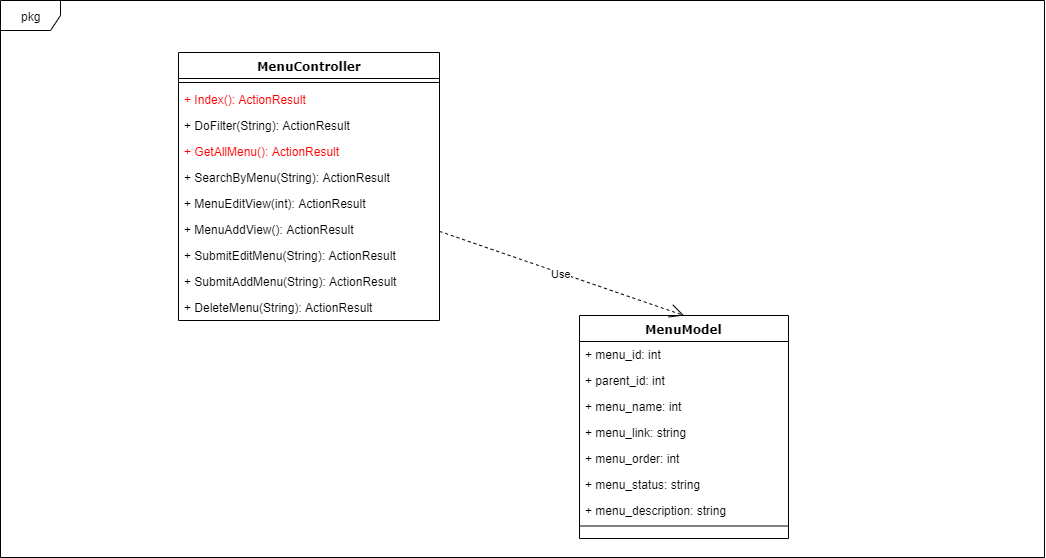 pkg
MenuController
+ Index(): ActionResult
+ DoFilter(String): ActionResult
+ GetAllMenu(): ActionResult
+ SearchByMenu(String): ActionResult
+ MenuEditView(int): ActionResult
+ MenuAddView(): ActionResult
+ SubmitEditMenu(String): ActionResult
+ SubmitAddMenu(String): ActionResult
+ DeleteMenu(String): ActionResult
Use
MenuModel
+ menu_id: int
+ parent_id: int
+ menu_name: int
+ menu_link: string
+ menu_order: int
+ menu_status: string
+ menu_description: string